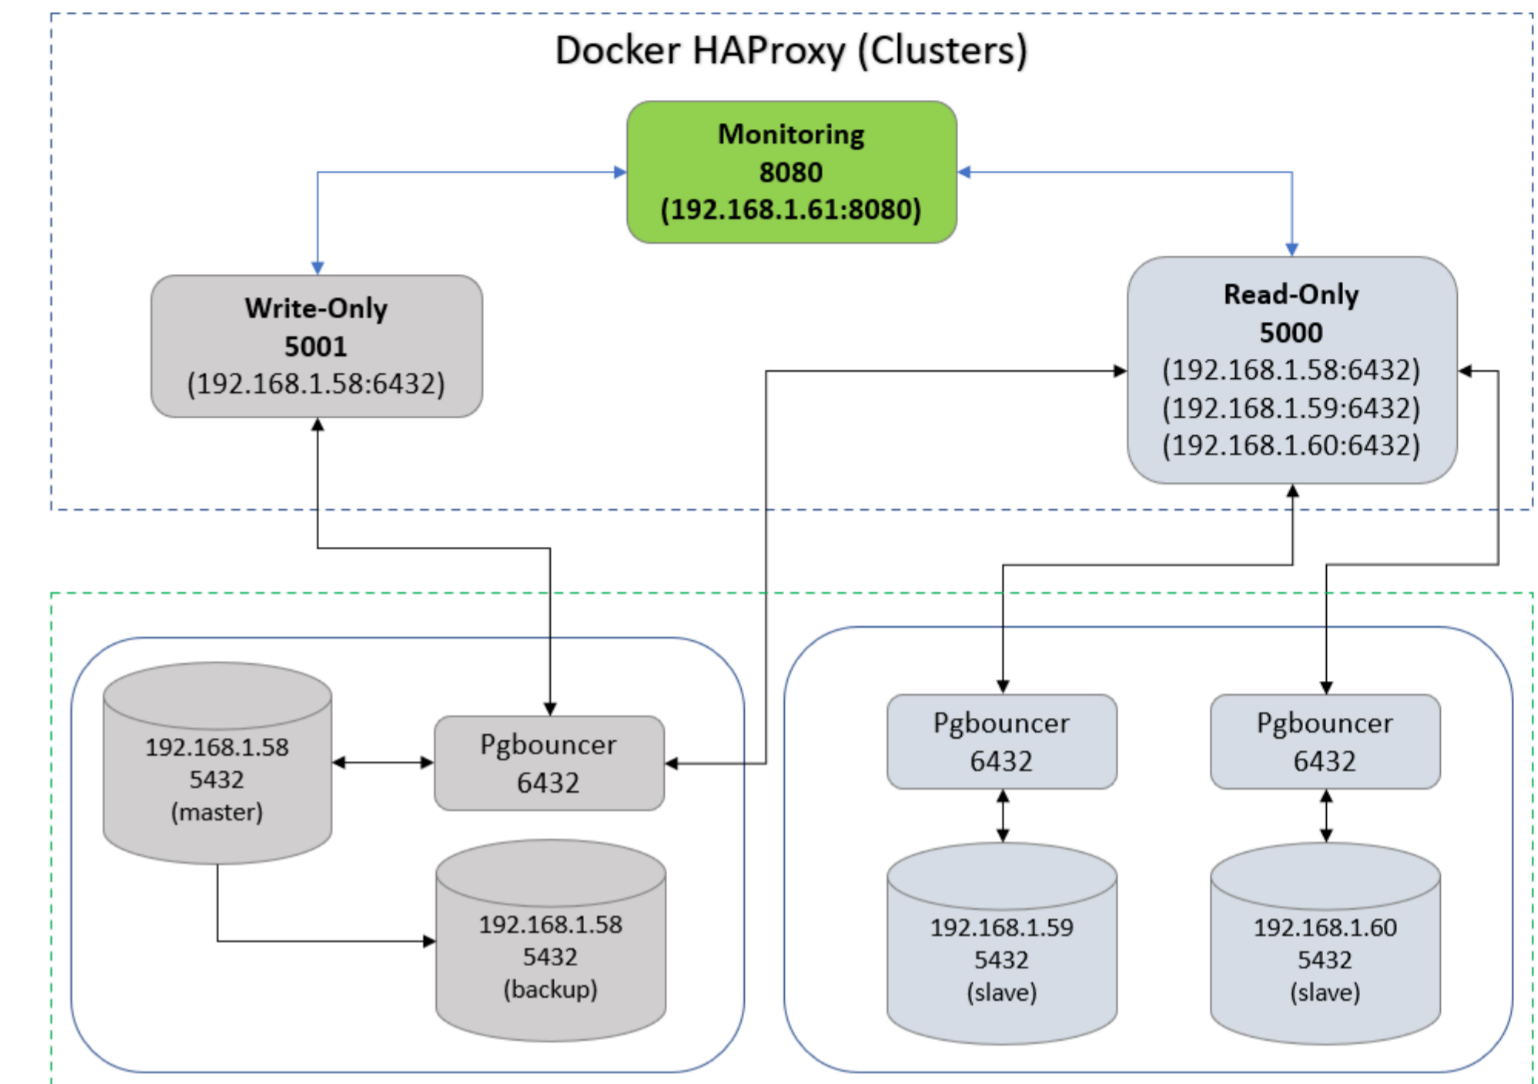 Docker HAProxy (Clusters)
Monitoring
8080
(192.168.1.61:8080)
Write-Only
5001
(192.168.1.58:6432)
Read-Only
5000
(192.168.1.58:6432)
(192.168.1.59:6432)
(192.168.1.60:6432)
192.168.1.58
5432
(master)
Pgbouncer
6432
192.168.1.58
5432
(backup)
Pgbouncer
6432
Pgbouncer
6432
192.168.1.59
5432
(slave)
192.168.1.60
5432
(slave)